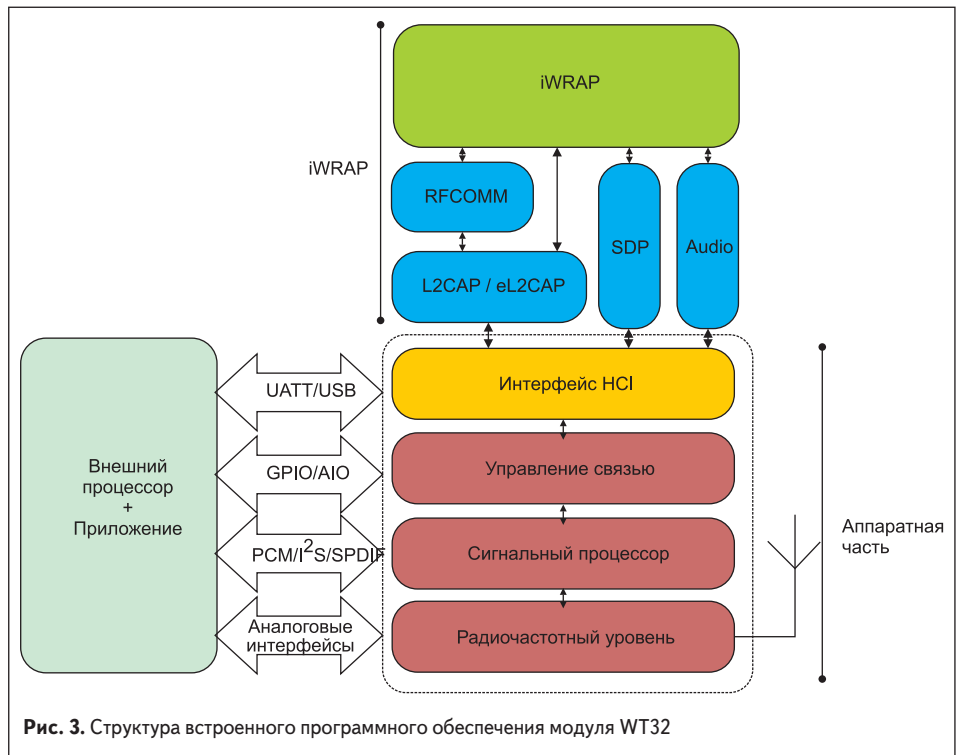 iWRAP
iWRAP
RFCOMM
L2CAP / eL2CAP
SDP
Audio
Интерфейс HCI
Управление связью
Сигнальный процессор
Радиочастотный уровень
Внешний
процессор
+
Приложение
UATT/USB
GPIO/AIO
PCM/I²S/SPDIF
Аналоговые
интерфейсы
Аппаратная
часть
Рис. 3. Структура встроенного программного обеспечения модуля WT32